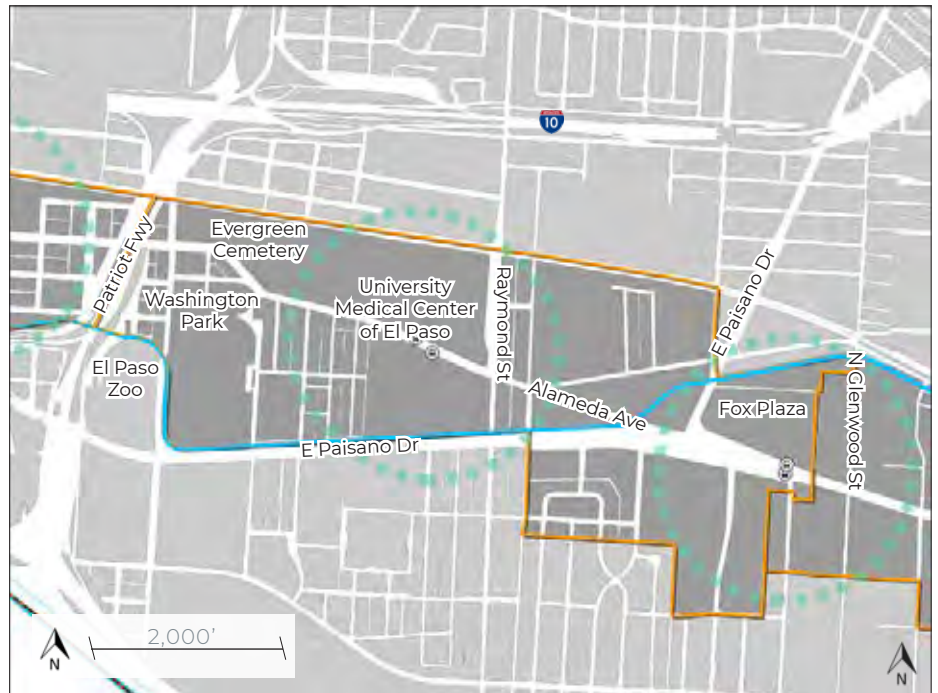 10
Patriot Fwy
Evergreen
Cemetery
Washington
Park
University
Medical Center
of El Paso
Raymond St
E Paisano Dr
El Paso
Zoo
Alameda Ave
Fox Plaza
N Glenwood St
E Paisano Dr
2,000’
N
N